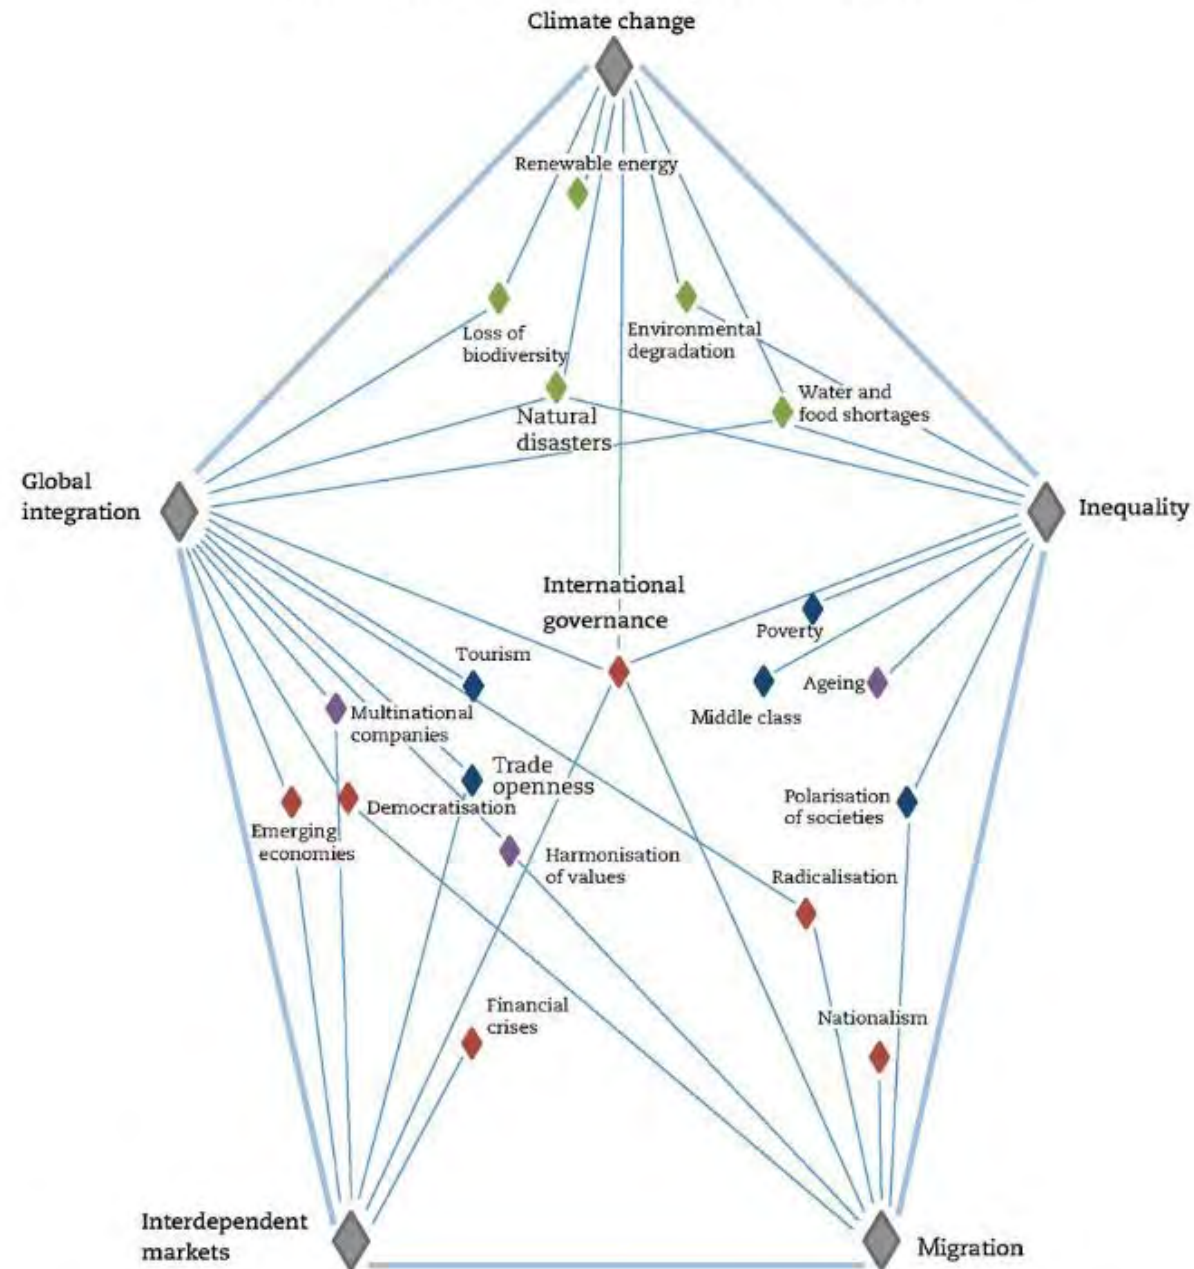 Climate change
Renewable energy
Loss of
biodiversity
Environmental
degradation
Natural
disasters
Water and
food shortages
Global
integration
Inequality
International
governance
Poverty
Tourism
Middle class
Ageing
Multinational
companies
Trade
openness
Democratisation
Polarisation
of societies
Emerging
economies
Harmonisation
of values
Radicalisation
Financial
crises
Nationalism
Interdependent
markets
Migration